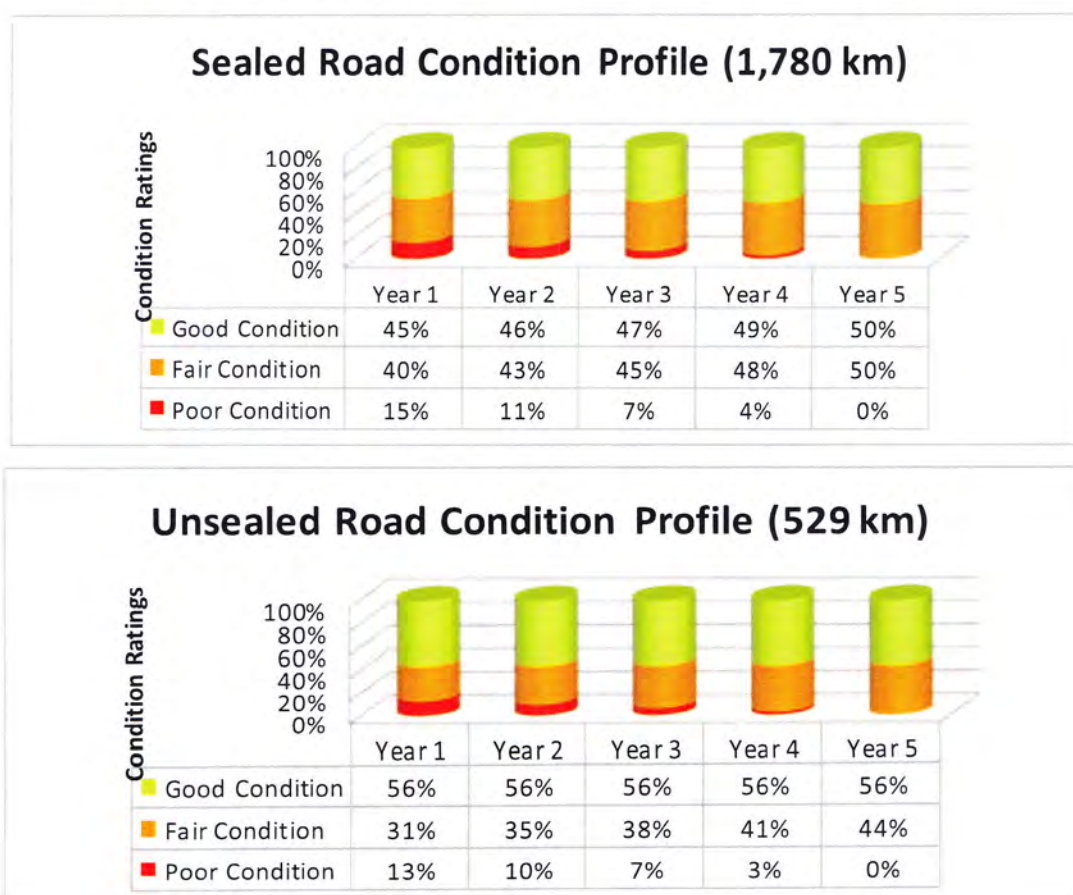 Sealed Road Condition Profile (1,780 km)
Condition Ratings
100%
80%
60%
40%
20%
0%
Year 1 Year 2 Year 3 Year 4 Year 5
Good Condition 45% 46% 47% 49% 50%
Fair Condition 40% 43% 45% 48% 50%
Poor Condition 15% 11% 7% 4% 0%
Unsealed Road Condition Profile (529 km)
Condition Ratings
100%
80%
60%
40%
20%
0%
Year 1 Year 2 Year 3 Year 4 Year 5
Good Condition 56% 56% 56% 56% 56%
Fair Condition 31% 35% 38% 41% 44%
Poor Condition 13% 10% 7% 3% 0%